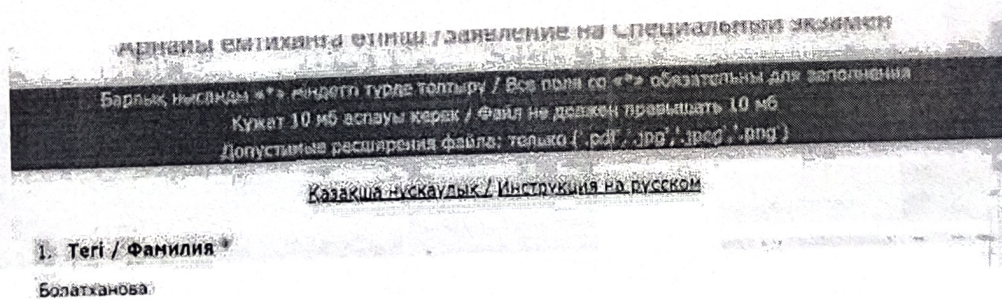 Арнайы емтиханға өтініш / Заявление на Специальный экзамен
Барлық нысанды «*» міндетті түрде толтыру / Все поля со «*» обязательны для заполнения
Құжат 10 мб аспауы керек / Файл не должен превышать 10 мб
Допустимые расширения файла: только ('.pdf','.jpg','.jpeg','.png')
Қазақша нұсқаулық / Инструкция на русском
1. Тегі / Фамилия *
Болатханова